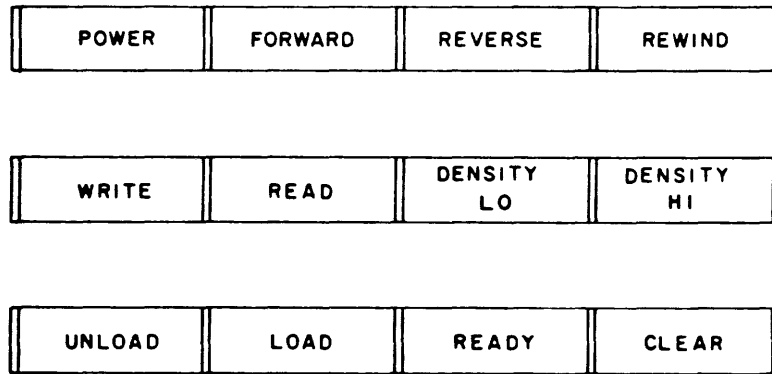 POWER FORWARD REVERSE REWIND
WRITE READ DENSITY LO DENSITY HI
UNLOAD LOAD READY CLEAR